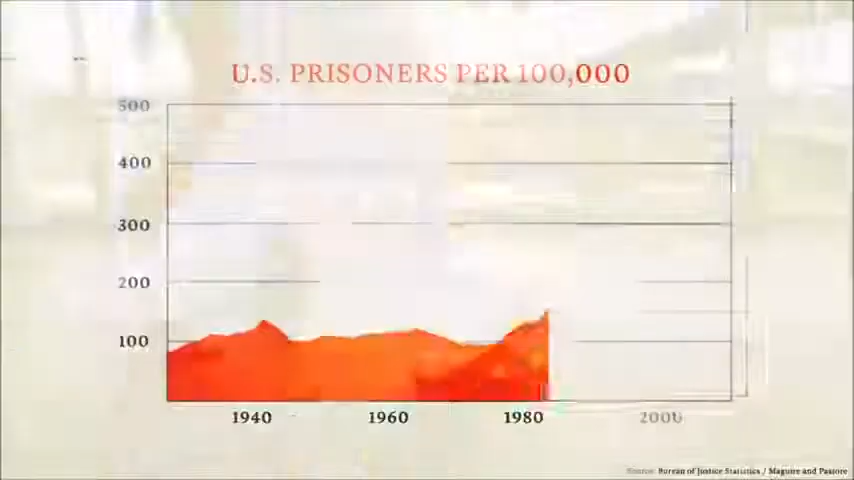 U.S. PRISONERS PER 100,000
500
400
300
200
100
1940 1960 1980 2000
Source: Bureau of Justice Statistics / Maguire and Pastore